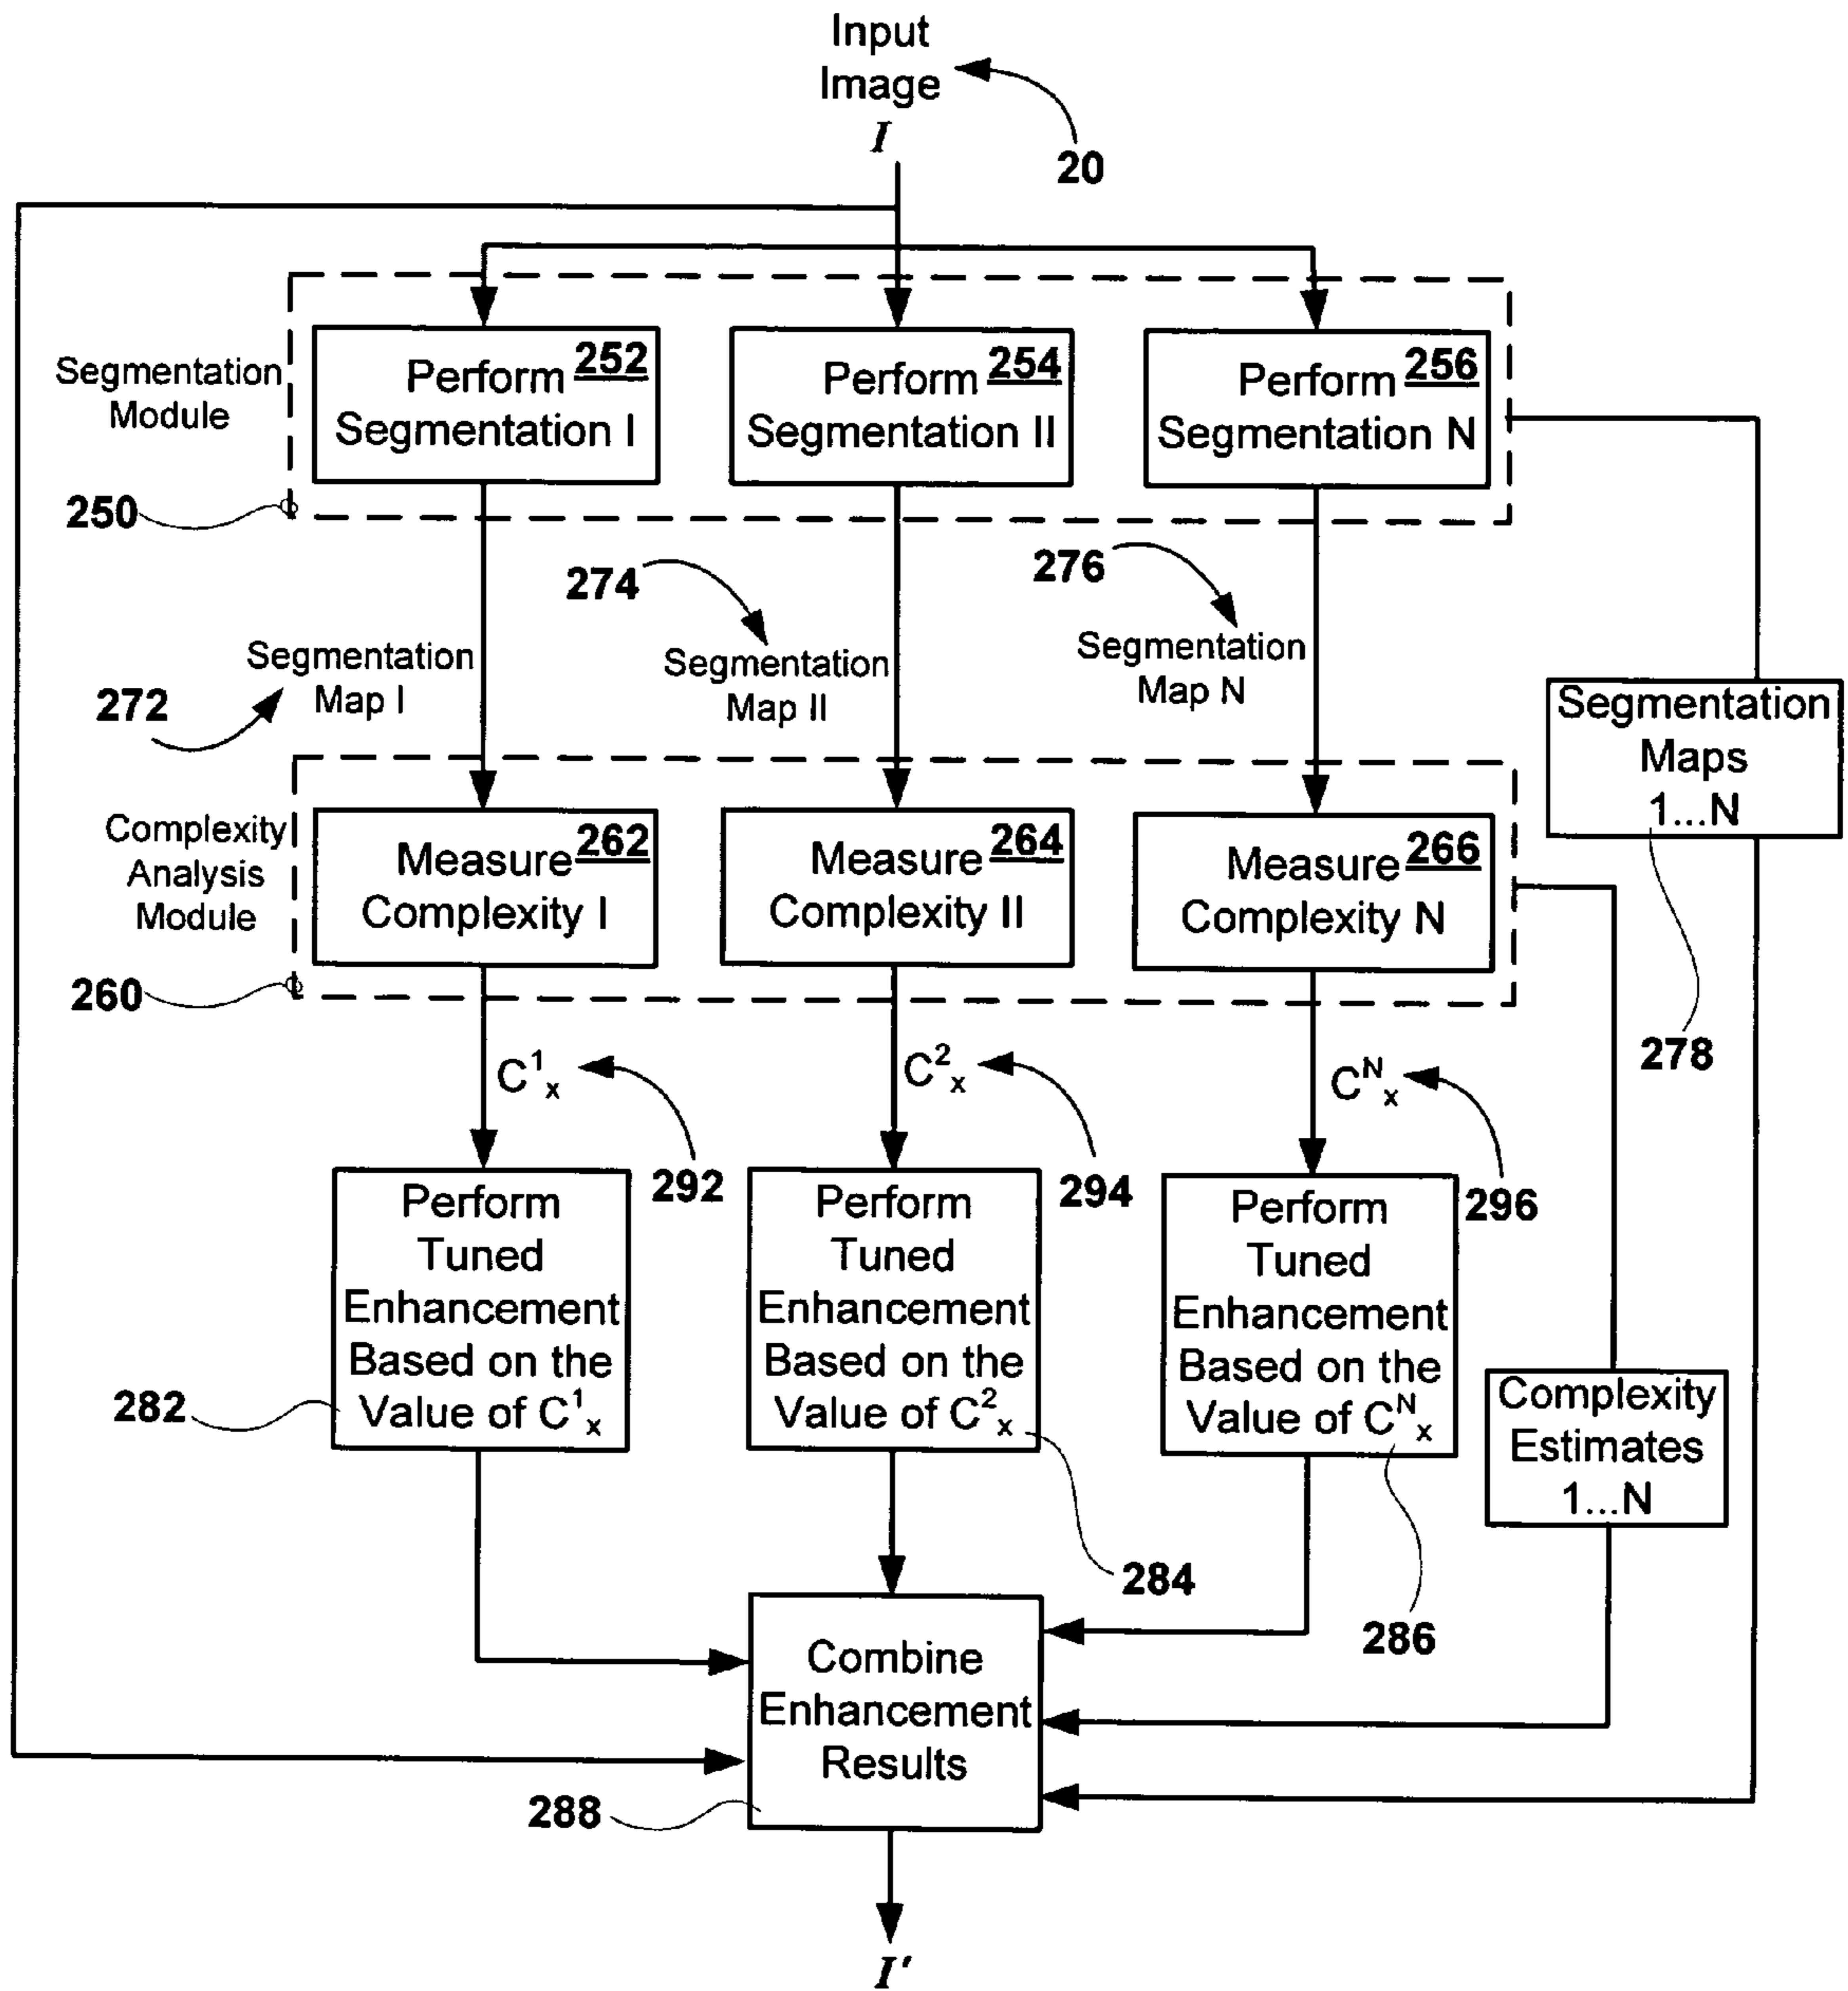 Input
Image
I
20
Segmentation
Module
250
Perform 252
Segmentation I
Perform 254
Segmentation II
Perform 256
Segmentation N
272
Segmentation
Map I
274
Segmentation
Map II
276
Segmentation
Map N
Segmentation
Maps
1...N
278
Complexity
Analysis
Module
260
Measure 262
Complexity I
Measure 264
Complexity II
Measure 266
Complexity N
C¹ₓ
292
C²ₓ
294
Cᴺₓ
296
Perform
Tuned
Enhancement
Based on the
Value of C¹ₓ
282
Perform
Tuned
Enhancement
Based on the
Value of C²ₓ
284
Perform
Tuned
Enhancement
Based on the
Value of Cᴺₓ
286
Complexity
Estimates
1...N
Combine
Enhancement
Results
288
I'